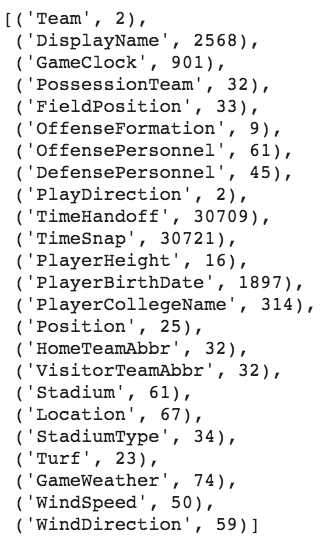 [('Team', 2),
 ('DisplayName', 2568),
 ('GameClock', 901),
 ('PossessionTeam', 32),
 ('FieldPosition', 33),
 ('OffenseFormation', 9),
 ('OffensePersonnel', 61),
 ('DefensePersonnel', 45),
 ('PlayDirection', 2),
 ('TimeHandoff', 30709),
 ('TimeSnap', 30721),
 ('PlayerHeight', 16),
 ('PlayerBirthDate', 1897),
 ('PlayerCollegeName', 314),
 ('Position', 25),
 ('HomeTeamAbbr', 32),
 ('VisitorTeamAbbr', 32),
 ('Stadium', 61),
 ('Location', 67),
 ('StadiumType', 34),
 ('Turf', 23),
 ('GameWeather', 74),
 ('WindSpeed', 50),
 ('WindDirection', 59)]